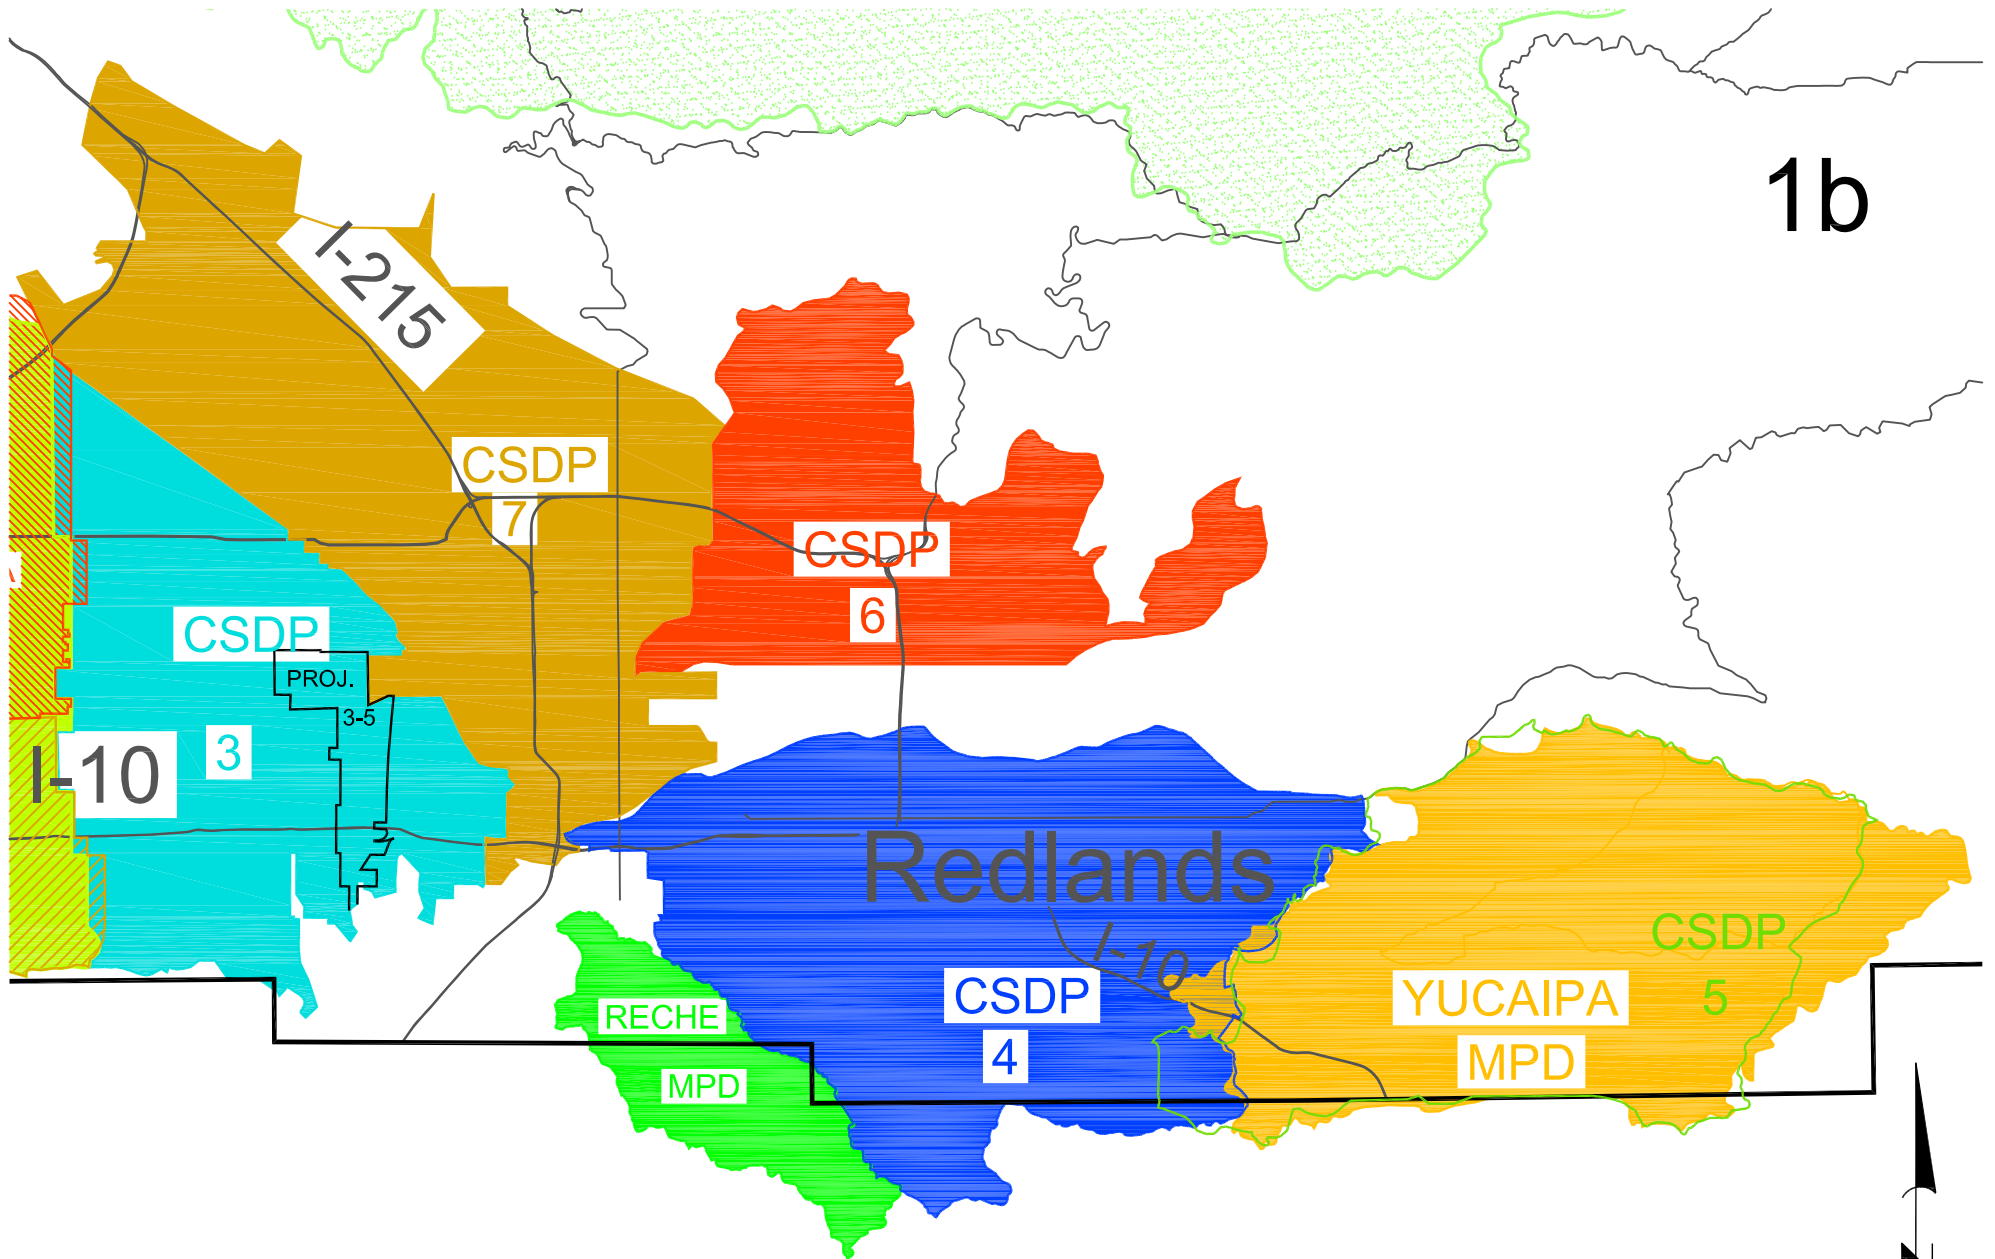 1b
I-215
CSDP
7
CSDP
6
CSDP
3
PROJ.
3-5
I-10
Redlands
I-10
CSDP
4
CSDP
5
YUCAIPA
MPD
RECHE
MPD